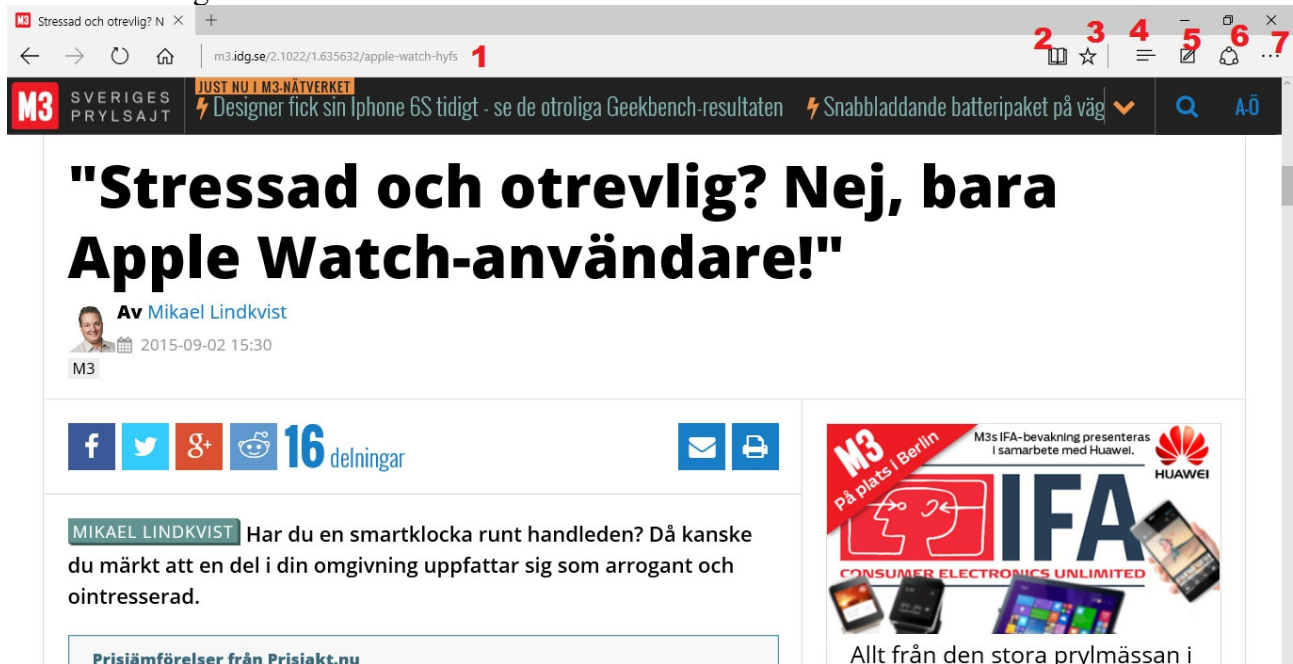 M3 Stressad och otrevlig? N
m3.idg.se/2.1022/1.635632/apple-watch-hyfs 1
2 3 4 5 6 7
M3 SVERIGES PRYLSAJT
JUST NU I M3-NÄTVERKET
Designer fick sin Iphone 6S tidigt - se de otroliga Geekbench-resultaten Snabbladdande batteripaket på väg A-Ö
"Stressad och otrevlig? Nej, bara
Apple Watch-användare!"
Av Mikael Lindkvist
2015-09-02 15:30
M3
f 8+ 16 delningar
MIKAEL LINDKVIST Har du en smartklocka runt handleden? Då kanske
du märkt att en del i din omgivning uppfattar sig som arrogant och
ointresserad.
Prisjämförelser från Prisjakt.nu
M3
På plats i Berlin
M3s IFA-bevakning presenteras
I samarbete med Huawei.
HUAWEI
IFA
CONSUMER ELECTRONICS UNLIMITED
Allt från den stora prylmässan i